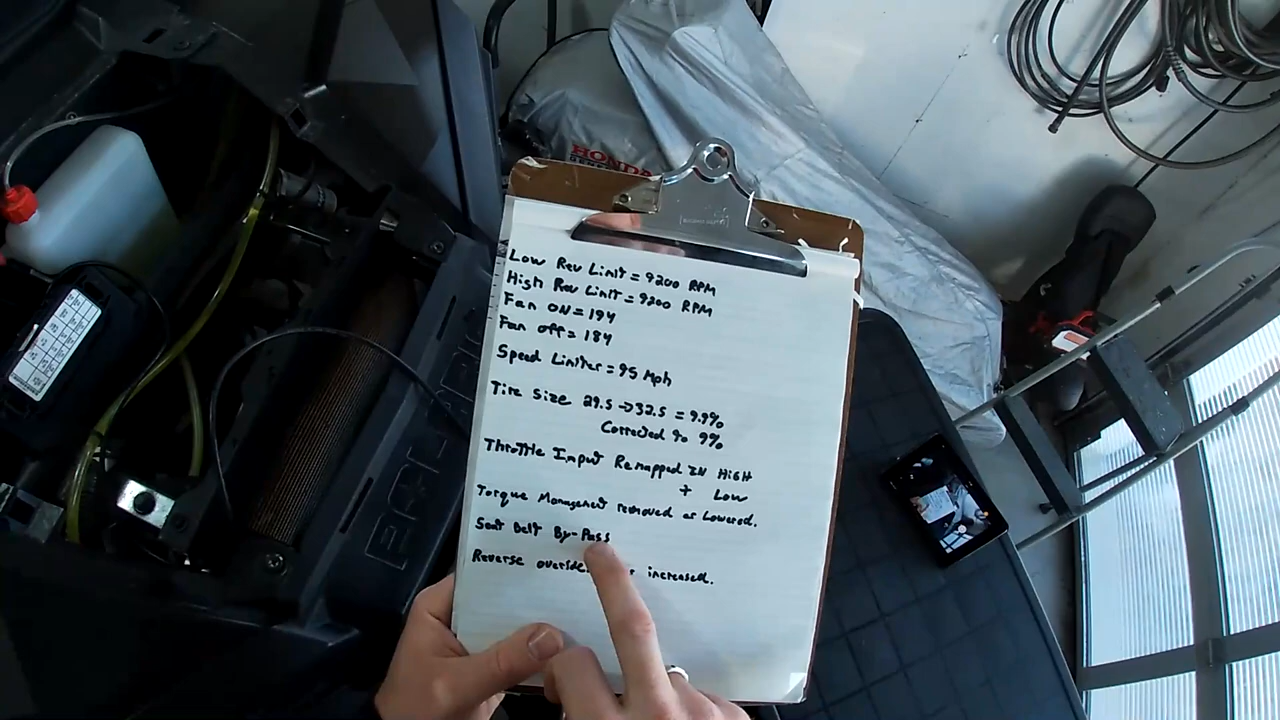 HONDA
Low Rev Limit = 9200 RPM
High Rev Limit = 9200 RPM
Fan on = 194
Fan off = 184
Speed Limiter = 95 Mph
Tire Size 29.5 → 32.5 = 9.9%
Corrected to 9%
Throttle Input Remapped IN HIGH
+ Low
Torque Management removed or Lowered.
Seat Belt By-Pass
Reverse increased.